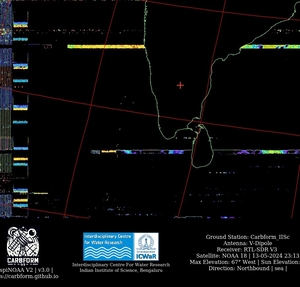 CARBFORM
spiNOAA V2 | v3.0 |
s://carbform.github.io
Interdisciplinary Centre
for Water Research
ICWaR
Interdisciplinary Centre For Water Research
Indian Institute of Science, Bengaluru
Ground Station: Carbform_IISc
Antenna: V-Dipole
Receiver: RTL-SDR V3
Satellite: NOAA 18 | 13-05-2024 23:13
Max Elevation: 67° West | Sun Elevation:
Direction: Northbound | sea |